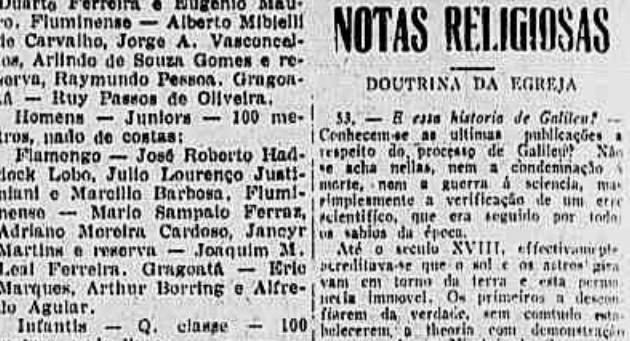 Duarte Ferreira e Eugenio Mau-
ro. Fluminense — Alberto Mibielli
de Carvalho, Jorge A. Vasconcel-
os, Arlindo de Souza Gomes e re-
serva, Raymundo Pessoa. Gragoa-
tá — Ruy Passos de Oliveira.
Homens — Juniors — 100 me-
tros, nado de costas:
Flamengo — José Roberto Had-
dock Lobo, Julio Lourenço Justi-
niani e Marcillo Barbosa. Flumi-
nense — Mario Sampaio Ferraz,
Adriano Moreira Cardoso, Jancyr
Martins e reserva — Joaquim M.
Leal Ferreira. Gragoatá — Eric
Marques, Arthur Borring e Alfre-
do Aguiar.
Infantis — Q. classe — 100
NOTAS RELIGIOSAS
DOUTRINA DA EGREJA
53. — E essa historia de Galileu? —
Conhecem-se as ultimas publicações a
respeito do processo de Galileu? Não
se acha nellas, nem a condemnação á
morte, nem a guerra á sciencia, mas
simplesmente a verificação de um erro
scientifico, que era seguido por todos
os sabios da época.
Até o seculo XVIII, effectivamente
acreditava-se que o sol e os astros gira
vam em torno da terra e esta perma
necia immovel. Os primeiros a descon
fiarem da verdade, sem comtudo esta
belecerem a theoria com demonstração